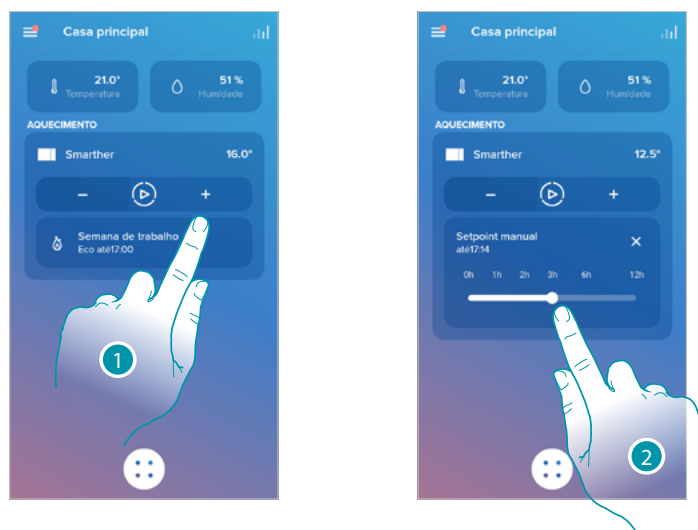 Casa principal
21.0°
Temperatura
51 %
Humidade
AQUECIMENTO
Smarther
16.0°
–
+
Semana de trabalho
Eco até17:00
1
Casa principal
21.0°
Temperatura
51 %
Humidade
AQUECIMENTO
Smarther
12.5°
–
+
Setpoint manual
até17:14
0h 1h 2h 3h 6h 12h
2